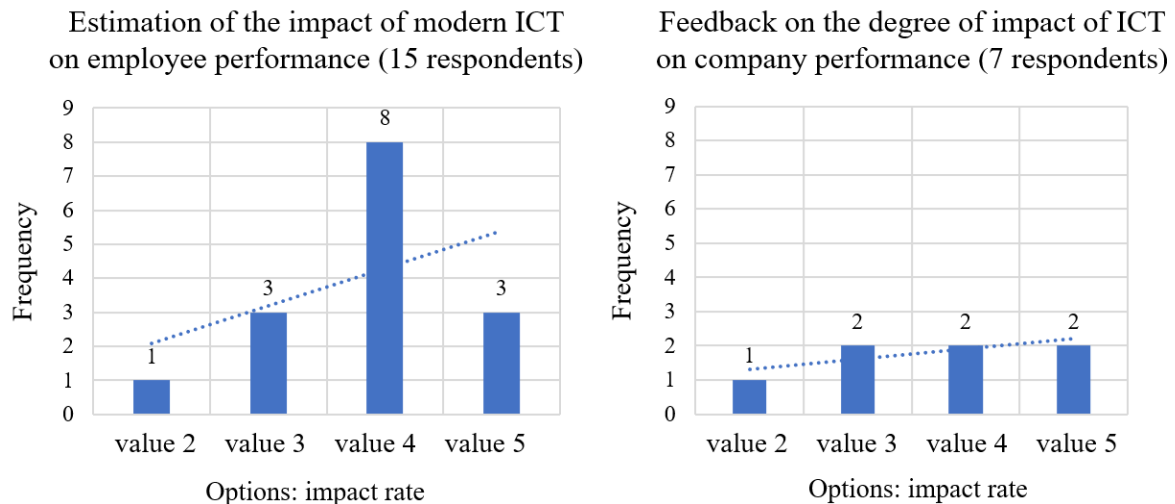 Estimation of the impact of modern ICT
on employee performance (15 respondents)
9
8
7
6
5
4
3
2
1
0
Frequency
1
3
8
3
value 2
value 3
value 4
value 5
Options: impact rate
Feedback on the degree of impact of ICT
on company performance (7 respondents)
9
8
7
6
5
4
3
2
1
0
Frequency
1
2
2
2
value 2
value 3
value 4
value 5
Options: impact rate